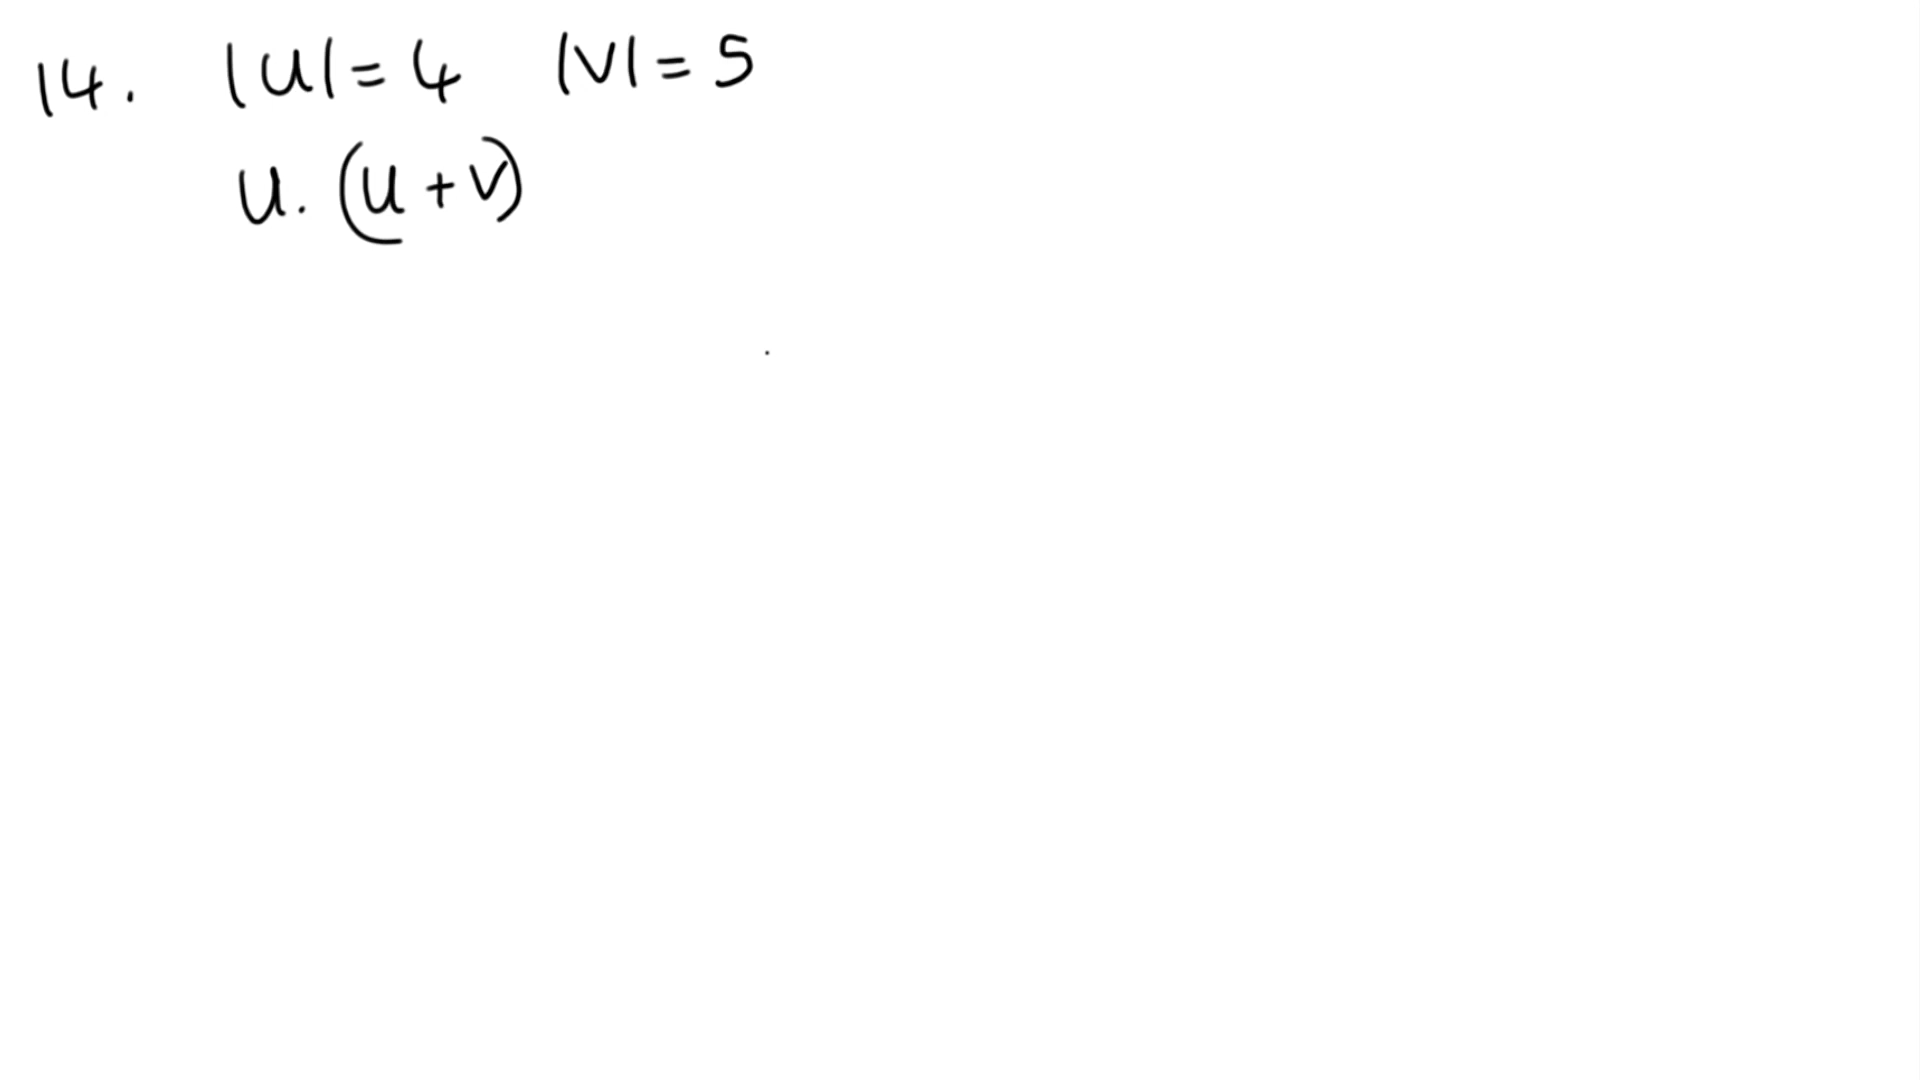 14. |u| = 4 |v| = 5
u. (u + v)